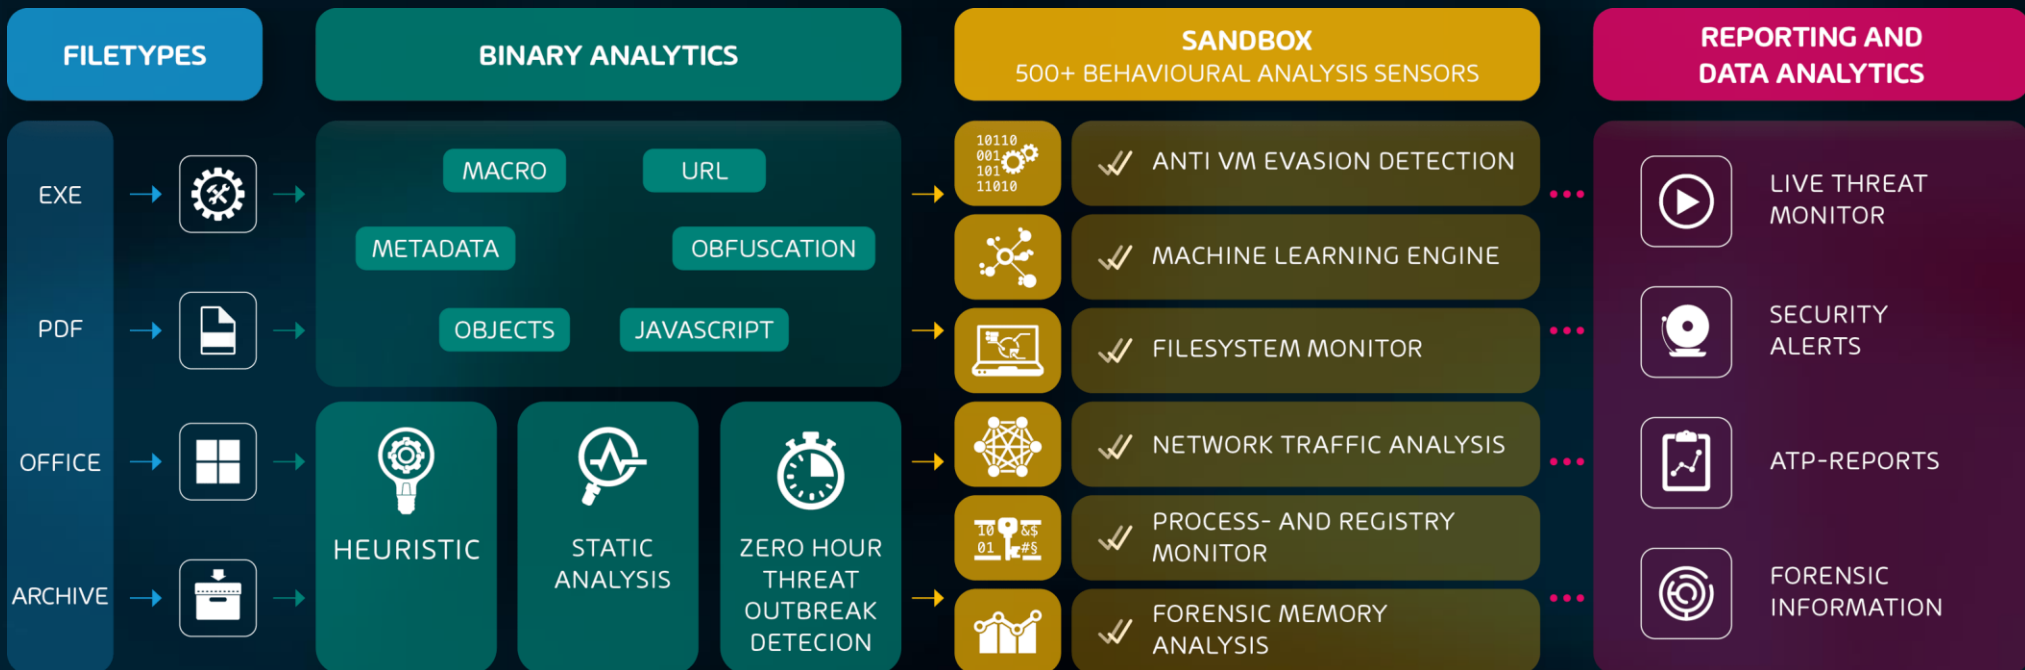 FILETYPES
EXE
PDF
OFFICE
ARCHIVE
BINARY ANALYTICS
MACRO
URL
METADATA
OBFUSCATION
OBJECTS
JAVASCRIPT
HEURISTIC
STATIC
ANALYSIS
ZERO HOUR
THREAT
OUTBREAK
DETECION
SANDBOX
500+ BEHAVIOURAL ANALYSIS SENSORS
10110
001
101
11010
ANTI VM EVASION DETECTION
MACHINE LEARNING ENGINE
FILESYSTEM MONITOR
NETWORK TRAFFIC ANALYSIS
10 &$
01 #§
PROCESS- AND REGISTRY
MONITOR
FORENSIC MEMORY
ANALYSIS
REPORTING AND
DATA ANALYTICS
LIVE THREAT
MONITOR
SECURITY
ALERTS
ATP-REPORTS
FORENSIC
INFORMATION